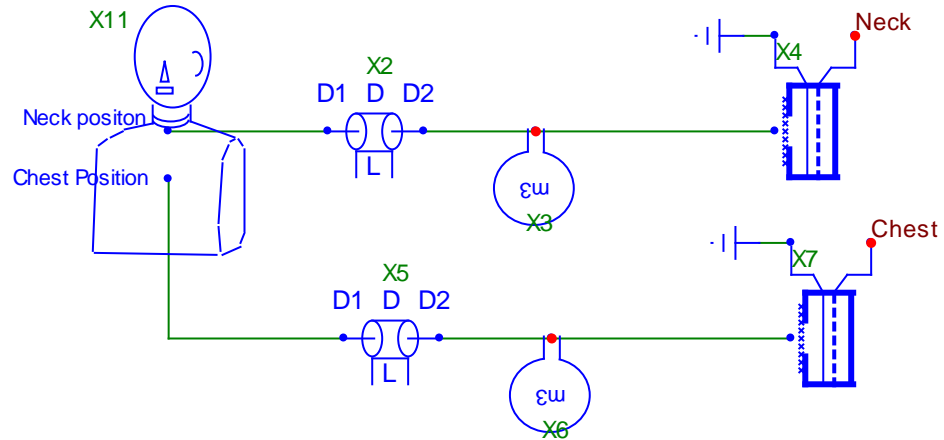 X11
Neck
X4
X2
D1 D D2
Neck positon
L
Chest Position
m3
X3
Chest
X7
X5
D1 D D2
L
m3
X6